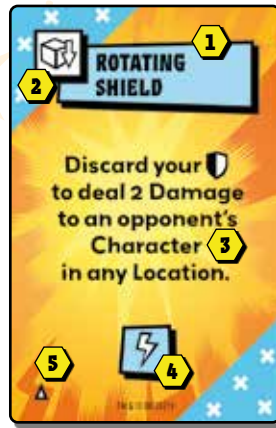 1
ROTATING
2
SHIELD
Discard your
to deal 2 Damage
to an opponent's
Character 3
in any Location.
5
4